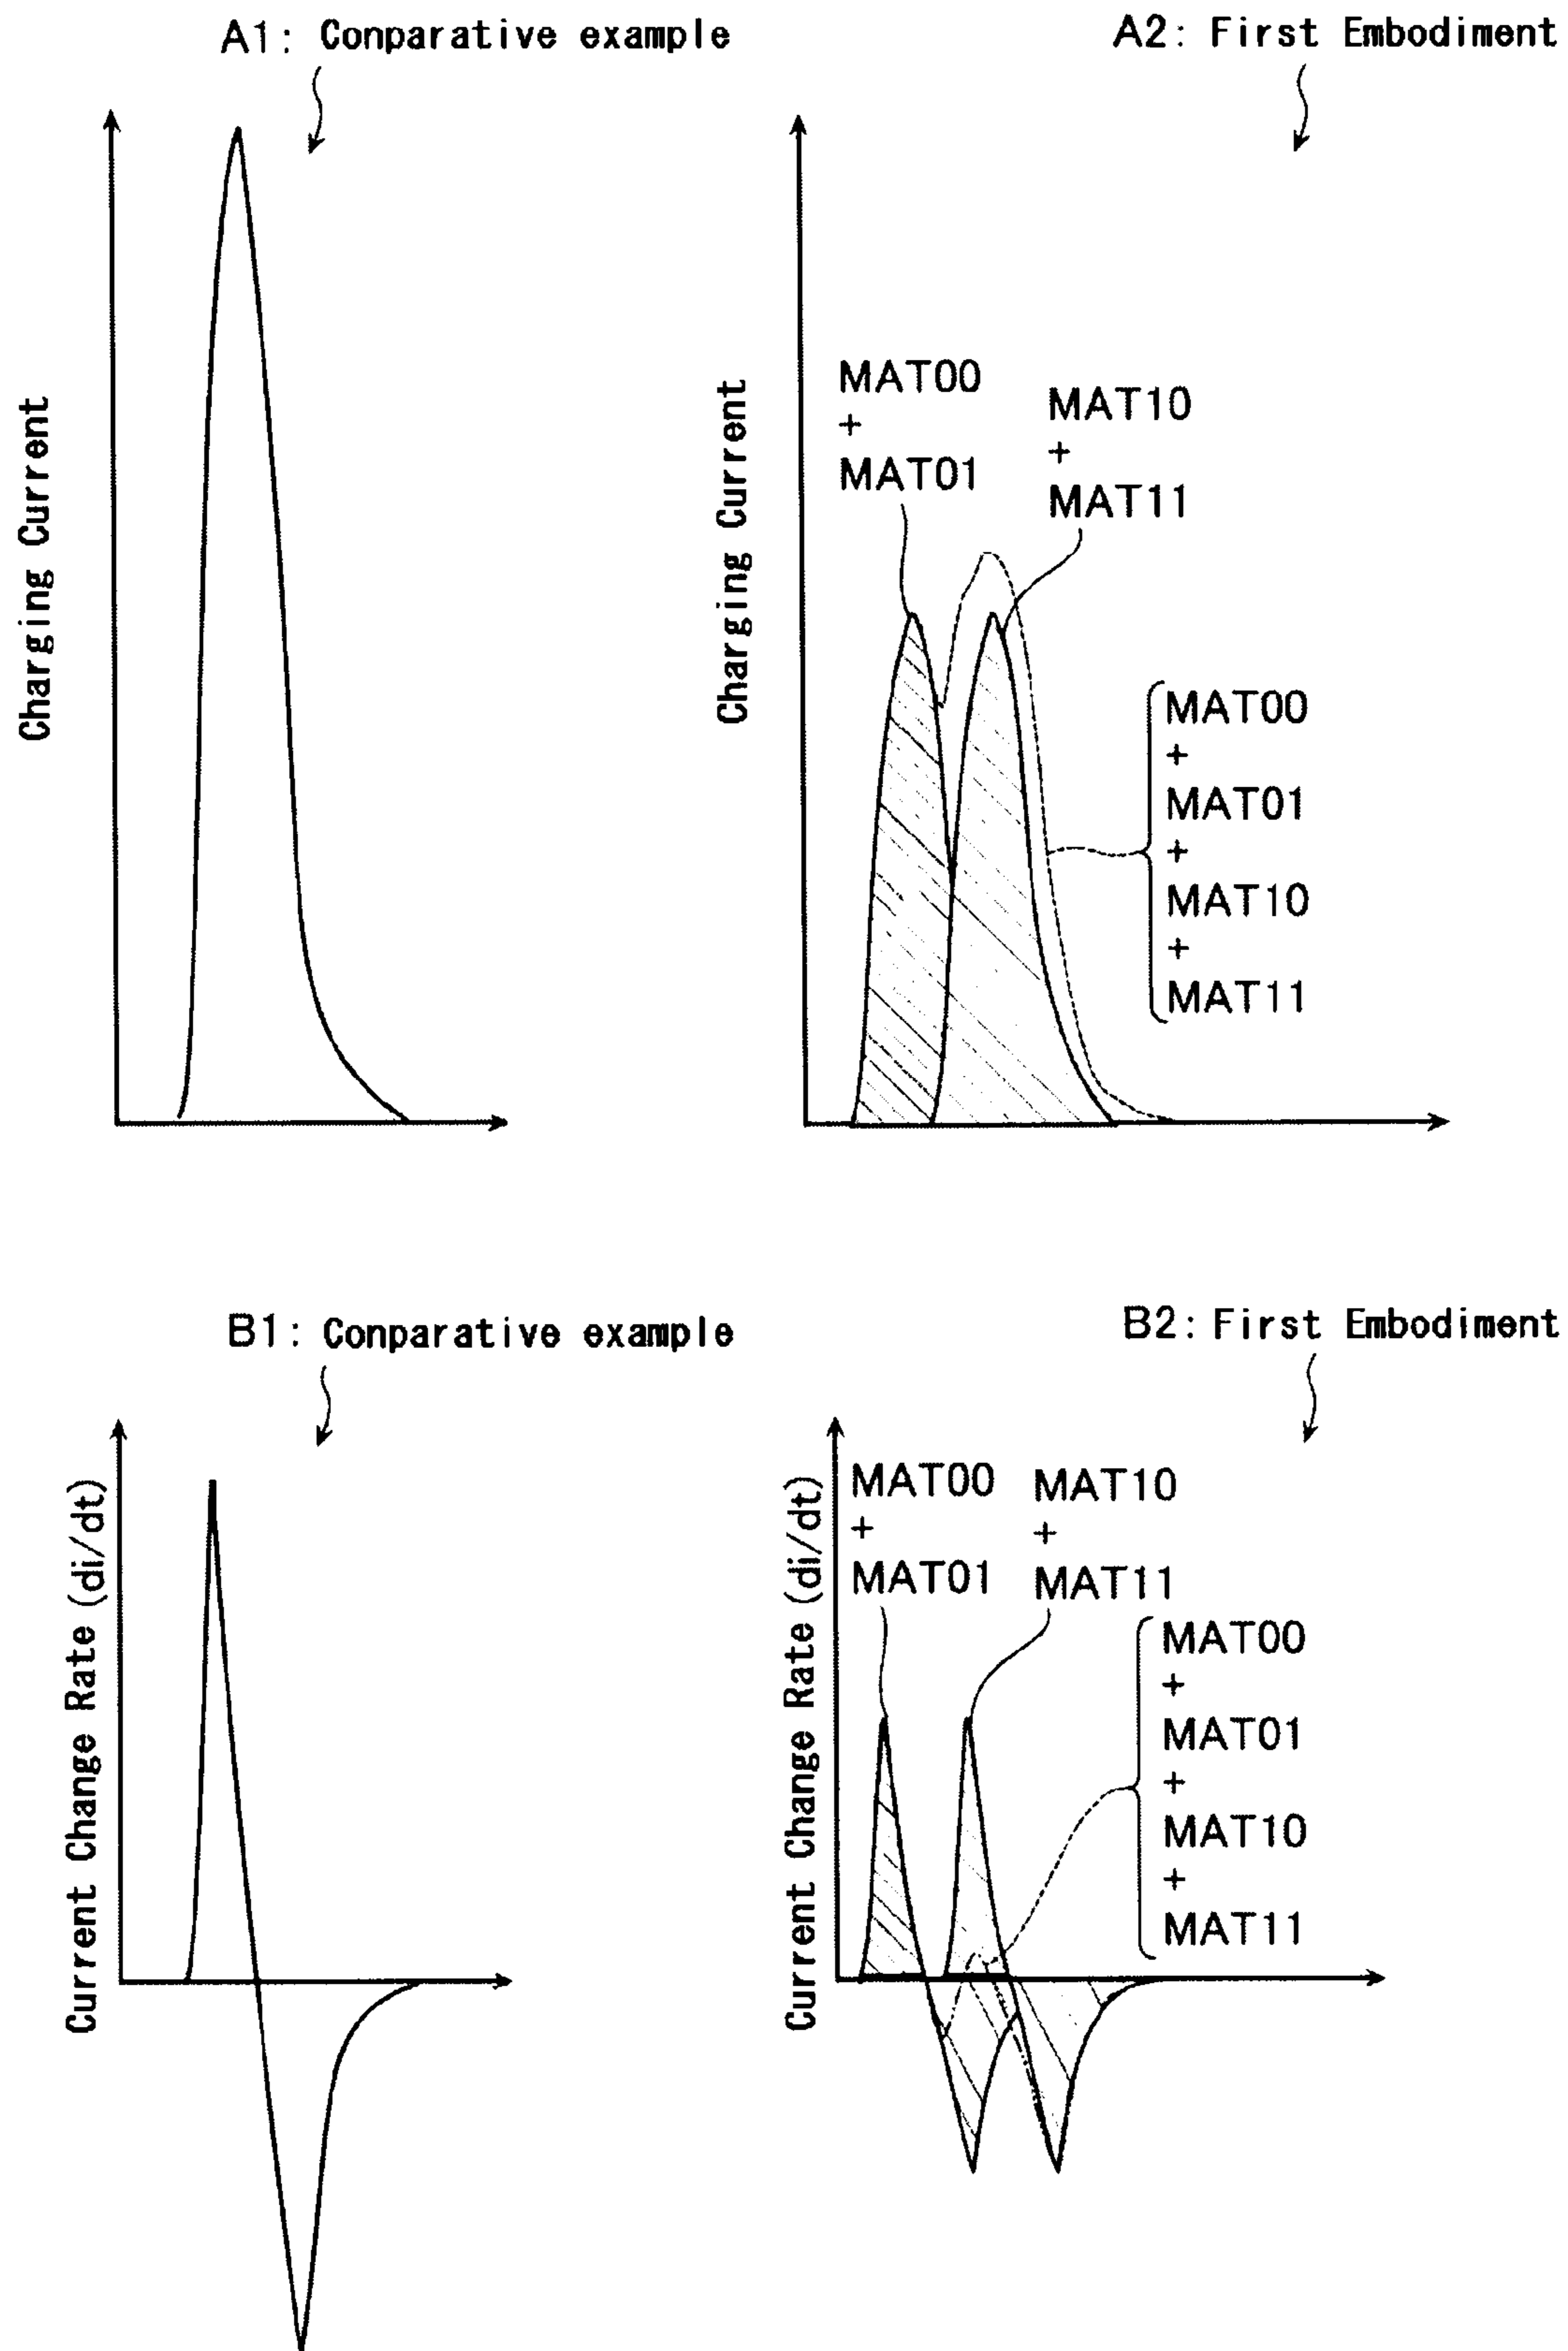 A1: Conparative example
A2: First Embodiment
Charging Current
Charging Current
MAT00
+
MAT01
MAT10
+
MAT11
MAT00
+
MAT01
+
MAT10
+
MAT11
B1: Conparative example
B2: First Embodiment
Current Change Rate (di/dt)
Current Change Rate (di/dt)
MAT00
+
MAT01
MAT10
+
MAT11
MAT00
+
MAT01
+
MAT10
+
MAT11